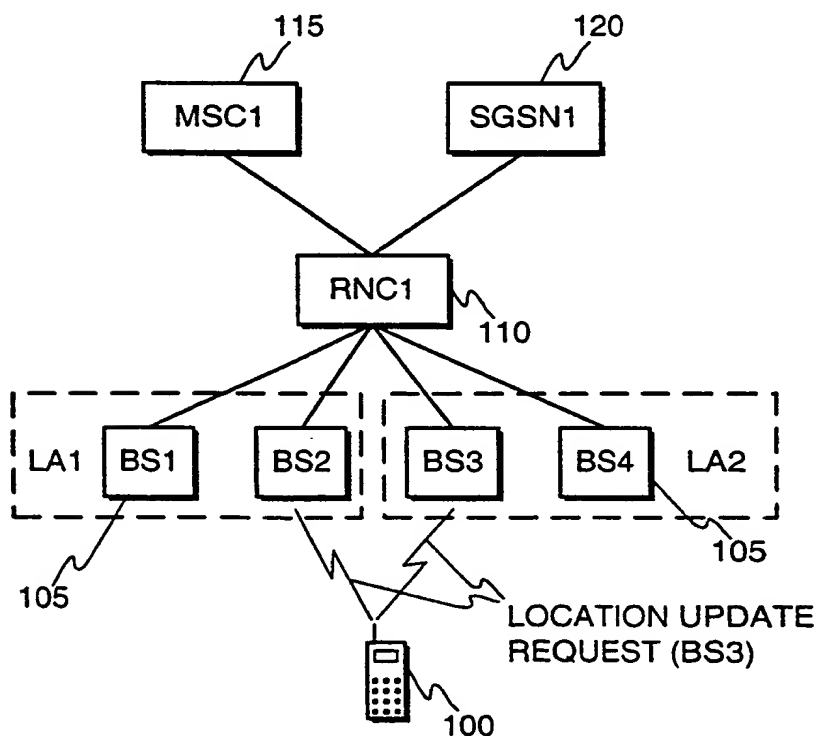 115
120
MSC1
SGSN1
RNC1
110
LA1
BS1
BS2
BS3
BS4
LA2
105
105
LOCATION UPDATE
REQUEST (BS3)
100